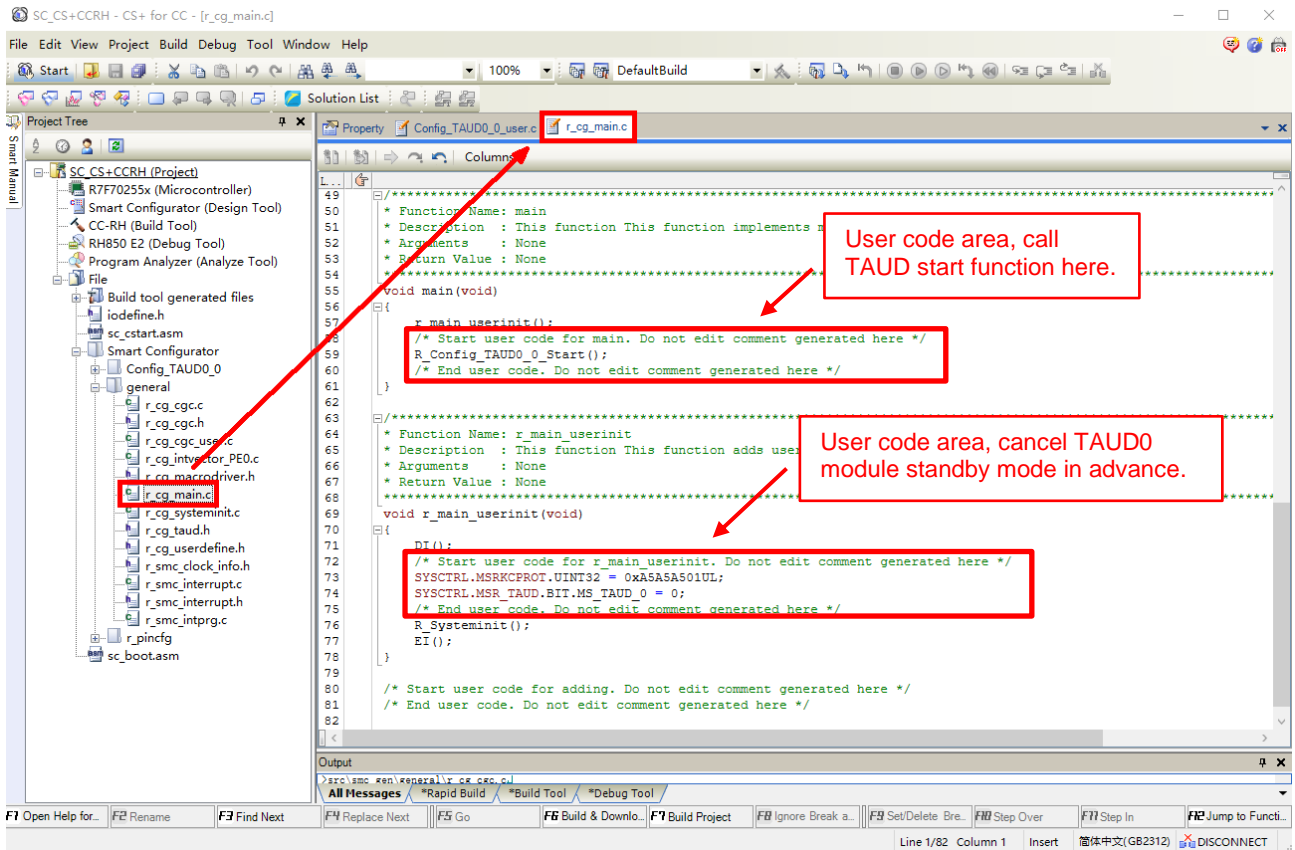 SC_CS+CCRH - CS+ for CC - [r_cg_main.c]
File Edit View Project Build Debug Tool Window Help
Start 100% DefaultBuild
Solution List
Project Tree
Property Config_TAUD0_0_user.c r_cg_main.c
Smart Manual
Columns
L...
SC_CS+CCRH (Project)
R7F70255x (Microcontroller)
Smart Configurator (Design Tool)
CC-RH (Build Tool)
RH850 E2 (Debug Tool)
Program Analyzer (Analyze Tool)
File
Build tool generated files
iodefine.h
sc_cstart.asm
Smart Configurator
Config_TAUD0_0
general
r_cg_cgc.c
r_cg_cgc.h
r_cg_cgc_user.c
r_cg_intvector_PE0.c
r_cg_macrodriver.h
r_cg_main.c
r_cg_systeminit.c
r_cg_taud.h
r_cg_userdefine.h
r_smc_clock_info.h
r_smc_interrupt.c
r_smc_interrupt.h
r_smc_intprg.c
r_pincfg
sc_boot.asm
49 /******************************************************************
50 * Function Name: main
51 * Description : This function This function implements m
52 * Arguments : None
53 * Return Value : None
54 ******************************************************************
55 void main(void)
56 {
57 r_main_userinit();
58 /* Start user code for main. Do not edit comment generated here */
59 R_Config_TAUD0_0_Start();
60 /* End user code. Do not edit comment generated here */
61 }
62
63 /******************************************************************
64 * Function Name: r_main_userinit
65 * Description : This function This function adds user
66 * Arguments : None
67 * Return Value : None
68 ******************************************************************
69 void r_main_userinit(void)
70 {
71 DI();
72 /* Start user code for r_main_userinit. Do not edit comment generated here */
73 SYSCTRL.MSRKCPROT.UINT32 = 0xA5A5A501UL;
74 SYSCTRL.MSR_TAUD.BIT.MS_TAUD_0 = 0;
75 /* End user code. Do not edit comment generated here */
76 R_Systeminit();
77 EI();
78 }
79
80 /* Start user code for adding. Do not edit comment generated here */
81 /* End user code. Do not edit comment generated here */
82
User code area, call
TAUD start function here.
User code area, cancel TAUD0
module standby mode in advance.
Output
>src\smc_gen\general\r_cg_cgc.c
All Messages *Rapid Build *Build Tool *Debug Tool
F1 Open Help for... F2 Rename F3 Find Next F4 Replace Next F5 Go F6 Build & Downlo... F7 Build Project F8 Ignore Break a... F9 Set/Delete Bre... F10 Step Over F11 Step In F12 Jump to Functi...
Line 1/82 Column 1 Insert 简体中文(GB2312) DISCONNECT